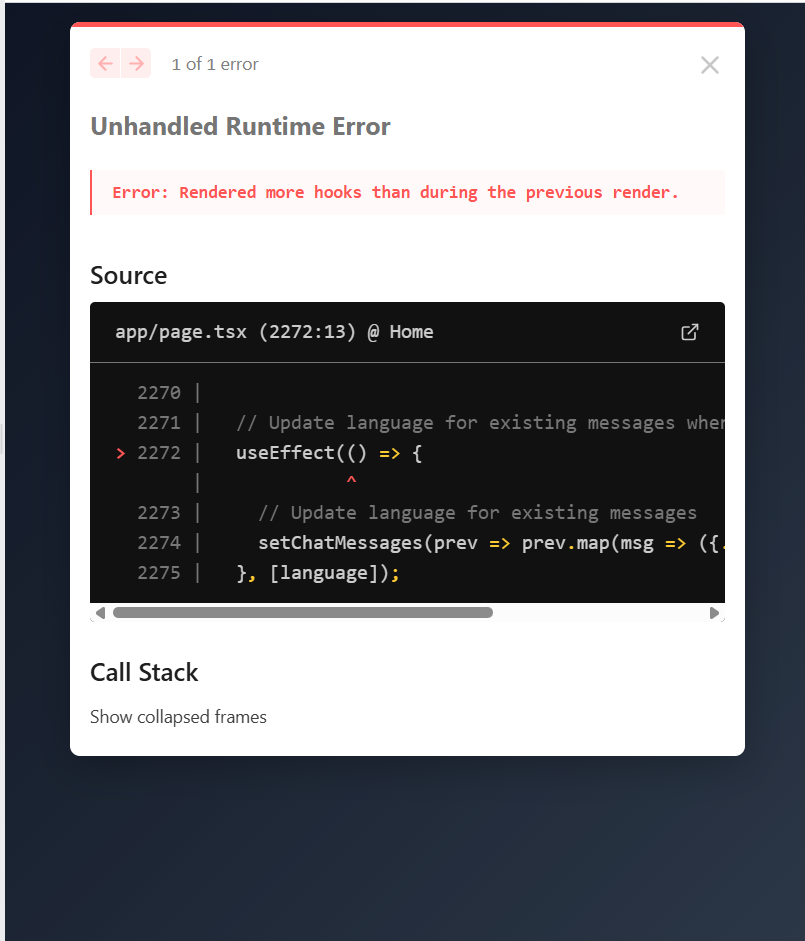 1 of 1 error
Unhandled Runtime Error
Error: Rendered more hooks than during the previous render.
Source
app/page.tsx (2272:13) @ Home
2270 |
2271 |   // Update language for existing messages when
> 2272 |   useEffect(() => {
|             ^
2273 |     // Update language for existing messages
2274 |     setChatMessages(prev => prev.map(msg => ({.
2275 |   }, [language]);
Call Stack
Show collapsed frames